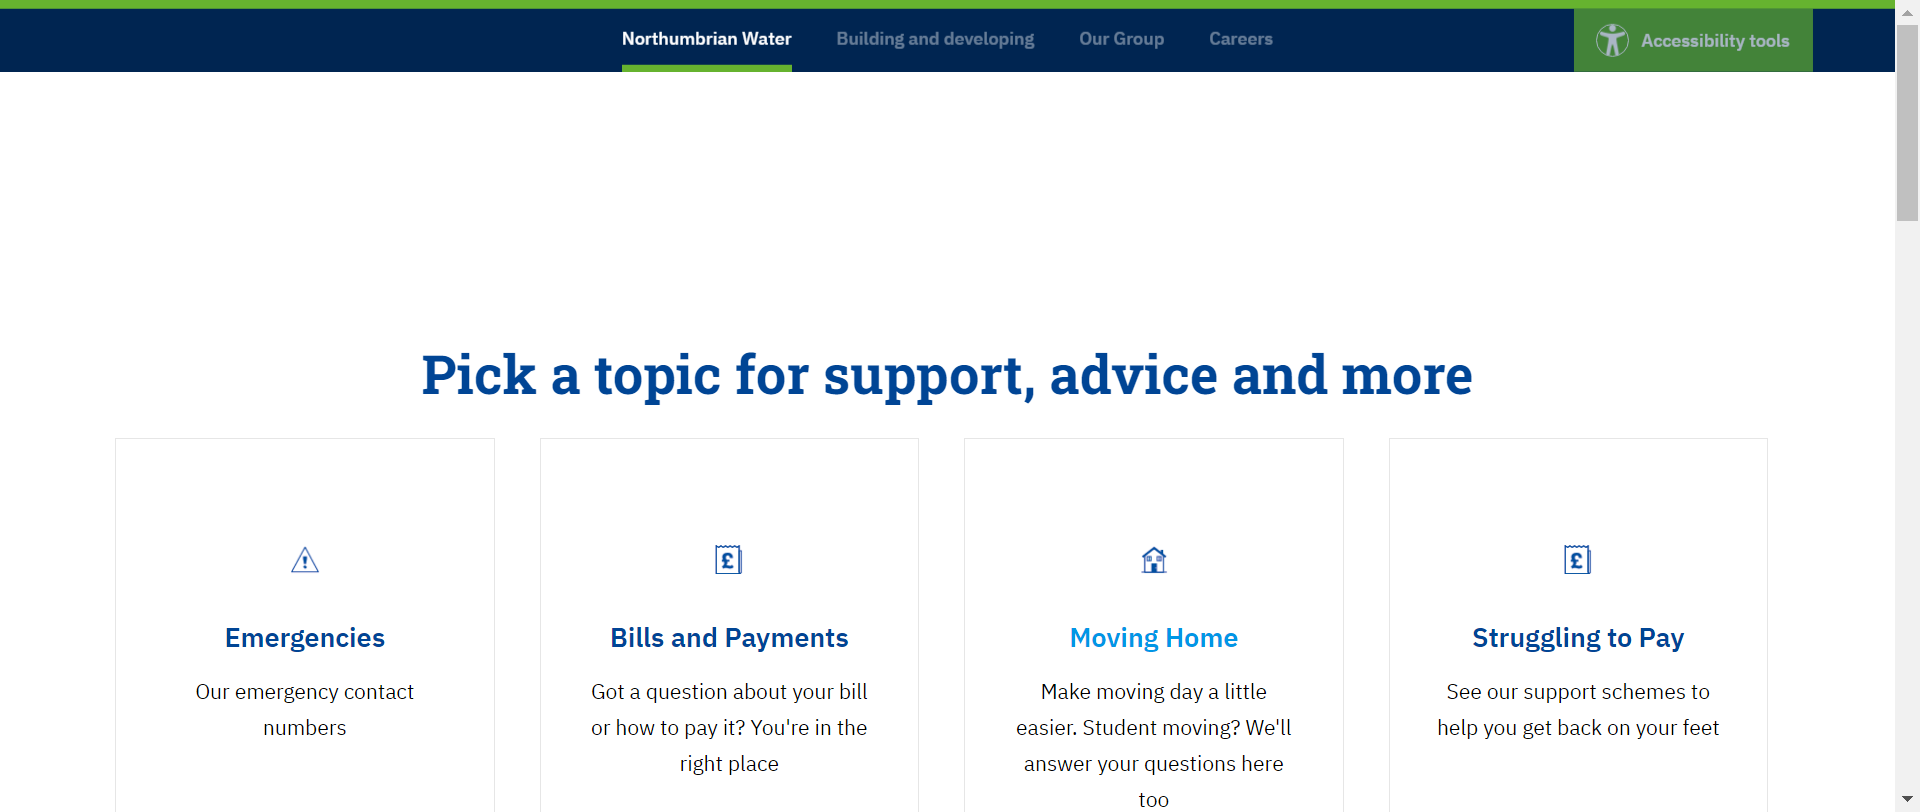 Northumbrian Water Building and developing Our Group Careers Accessibility tools
Pick a topic for support, advice and more
Emergencies
Our emergency contact
numbers
Bills and Payments
Got a question about your bill
or how to pay it? You're in the
right place
Moving Home
Make moving day a little
easier. Student moving? We'll
answer your questions here
too
Struggling to Pay
See our support schemes to
help you get back on your feet